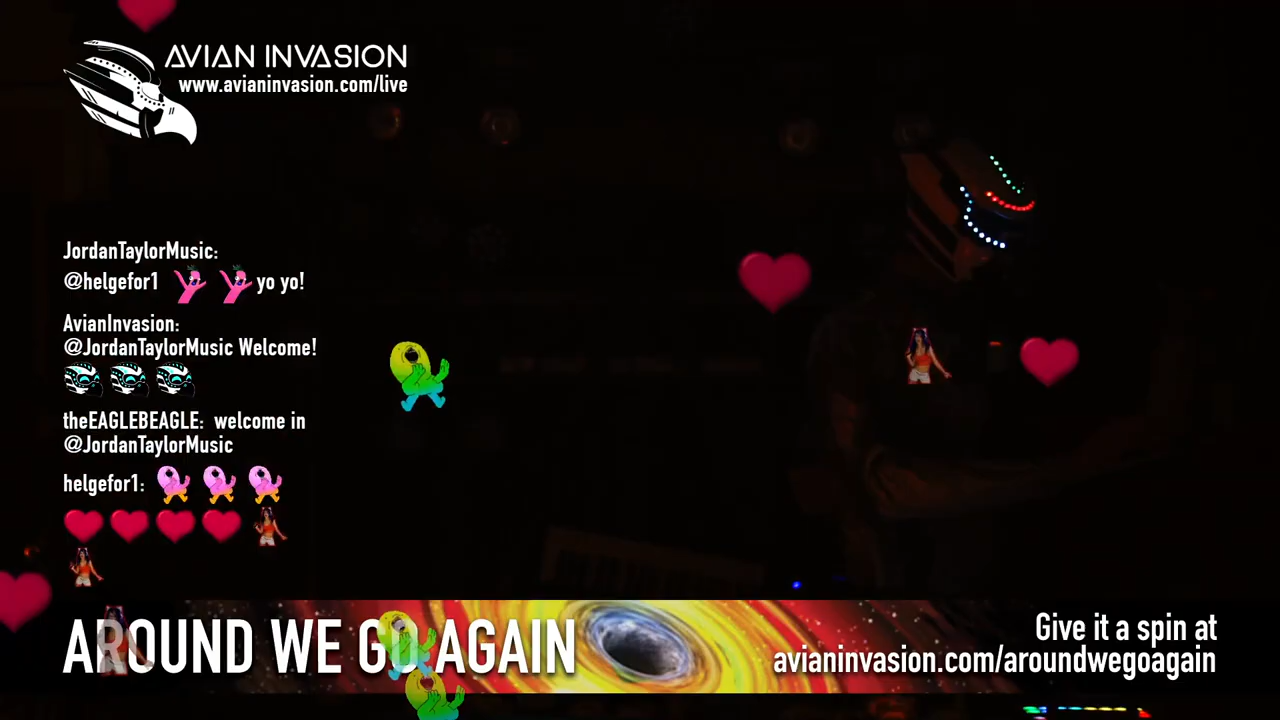 AVIAN INVASION
www.avianinvasion.com/live
JordanTaylorMusic:
@helgefor1 yo yo!
AvianInvasion:
@JordanTaylorMusic Welcome!
theEAGLEBEAGLE: welcome in
@JordanTaylorMusic
helgefor1:
AROUND WE GO AGAIN
Give it a spin at
avianinvasion.com/aroundwegoagain